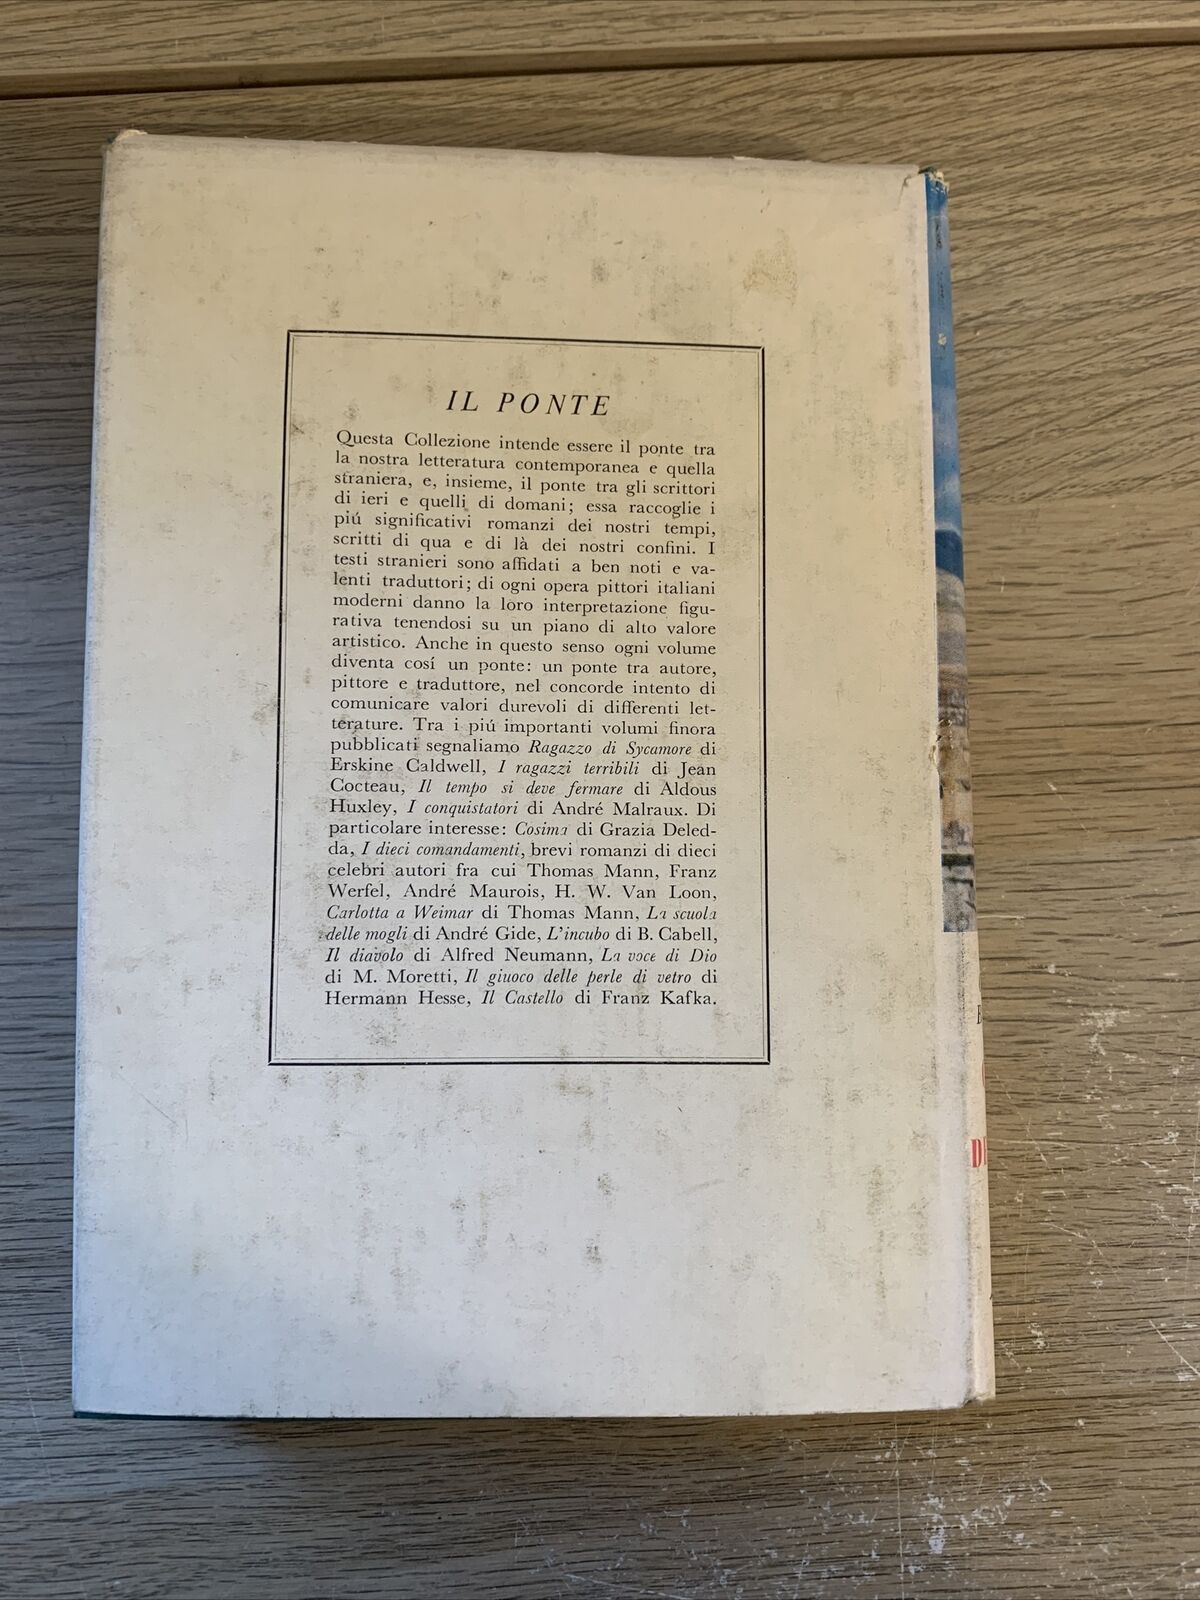 IL PONTE
Questa Collezione intende essere il ponte tra
la nostra letteratura contemporanea e quella
straniera, e, insieme, il ponte tra gli scrittori
di ieri e quelli di domani; essa raccoglie i
piú significativi romanzi dei nostri tempi,
scritti di qua e di là dei nostri confini. I
testi stranieri sono affidati a ben noti e va-
lenti traduttori; di ogni opera pittori italiani
moderni danno la loro interpretazione figu-
rativa tenendosi su un piano di alto valore
artistico. Anche in questo senso ogni volume
diventa cosí un ponte: un ponte tra autore,
pittore e traduttore, nel concorde intento di
comunicare valori durevoli di differenti let-
terature. Tra i piú importanti volumi finora
pubblicati segnaliamo Ragazzo di Sycamore di
Erskine Caldwell, I ragazzi terribili di Jean
Cocteau, Il tempo si deve fermare di Aldous
Huxley, I conquistatori di André Malraux. Di
particolare interesse: Cosima di Grazia Deled-
da, I dieci comandamenti, brevi romanzi di dieci
celebri autori fra cui Thomas Mann, Franz
Werfel, André Maurois, H. W. Van Loon,
Carlotta a Weimar di Thomas Mann, La scuola
delle mogli di André Gide, L'incubo di B. Cabell,
Il diavolo di Alfred Neumann, La voce di Dio
di M. Moretti, Il giuoco delle perle di vetro di
Hermann Hesse, Il Castello di Franz Kafka.